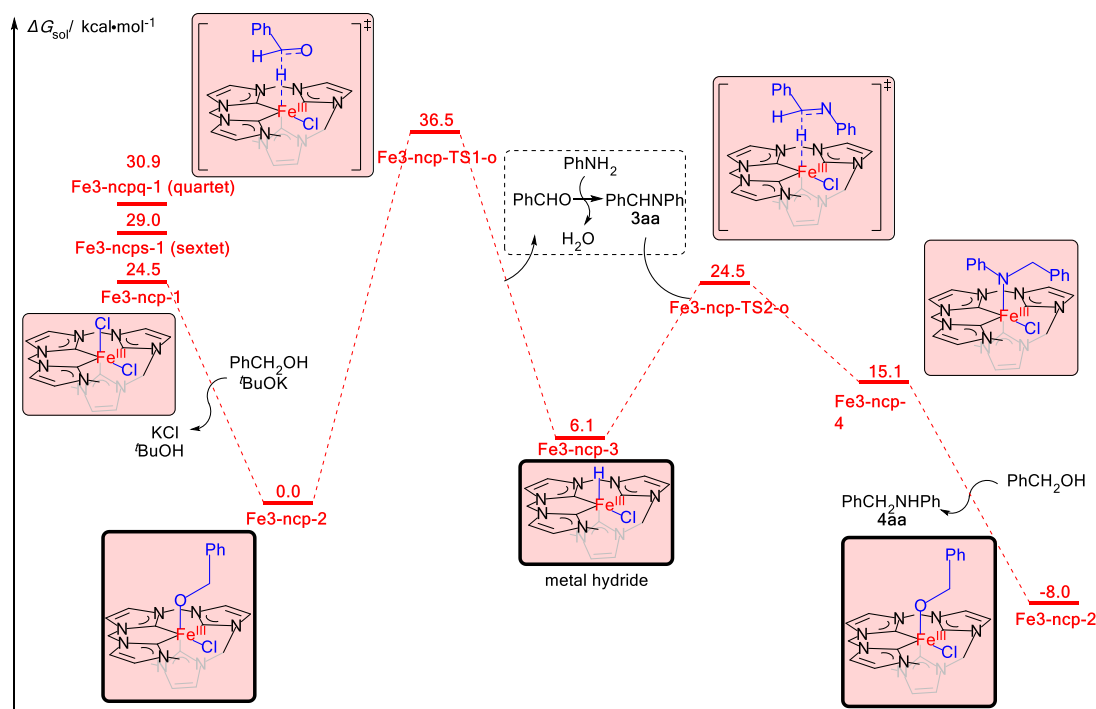 ΔG_sol / kcal•mol⁻¹
Ph
H
O
H
Fe^III
Cl
N
N
N
N
N
N
‡
30.9
Fe3-ncpq-1 (quartet)
29.0
Fe3-ncps-1 (sextet)
24.5
Fe3-ncp-1
Cl
Fe^III
Cl
N
N
N
N
N
N
PhCH₂OH
ᵗBuOK
KCl
ᵗBuOH
0.0
Fe3-ncp-2
Ph
O
Fe^III
Cl
N
N
N
N
N
N
36.5
Fe3-ncp-TS1-o
PhNH₂
PhCHO
PhCHNPh
3aa
H₂O
6.1
Fe3-ncp-3
H
Fe^III
Cl
N
N
N
N
N
N
metal hydride
Ph
H
N
Ph
H
Fe^III
Cl
N
N
N
N
N
N
‡
24.5
Fe3-ncp-TS2-o
Ph
N
Ph
Fe^III
Cl
N
N
N
N
N
N
15.1
Fe3-ncp-
4
PhCH₂OH
PhCH₂NHPh
4aa
Ph
O
Fe^III
Cl
N
N
N
N
N
N
-8.0
Fe3-ncp-2